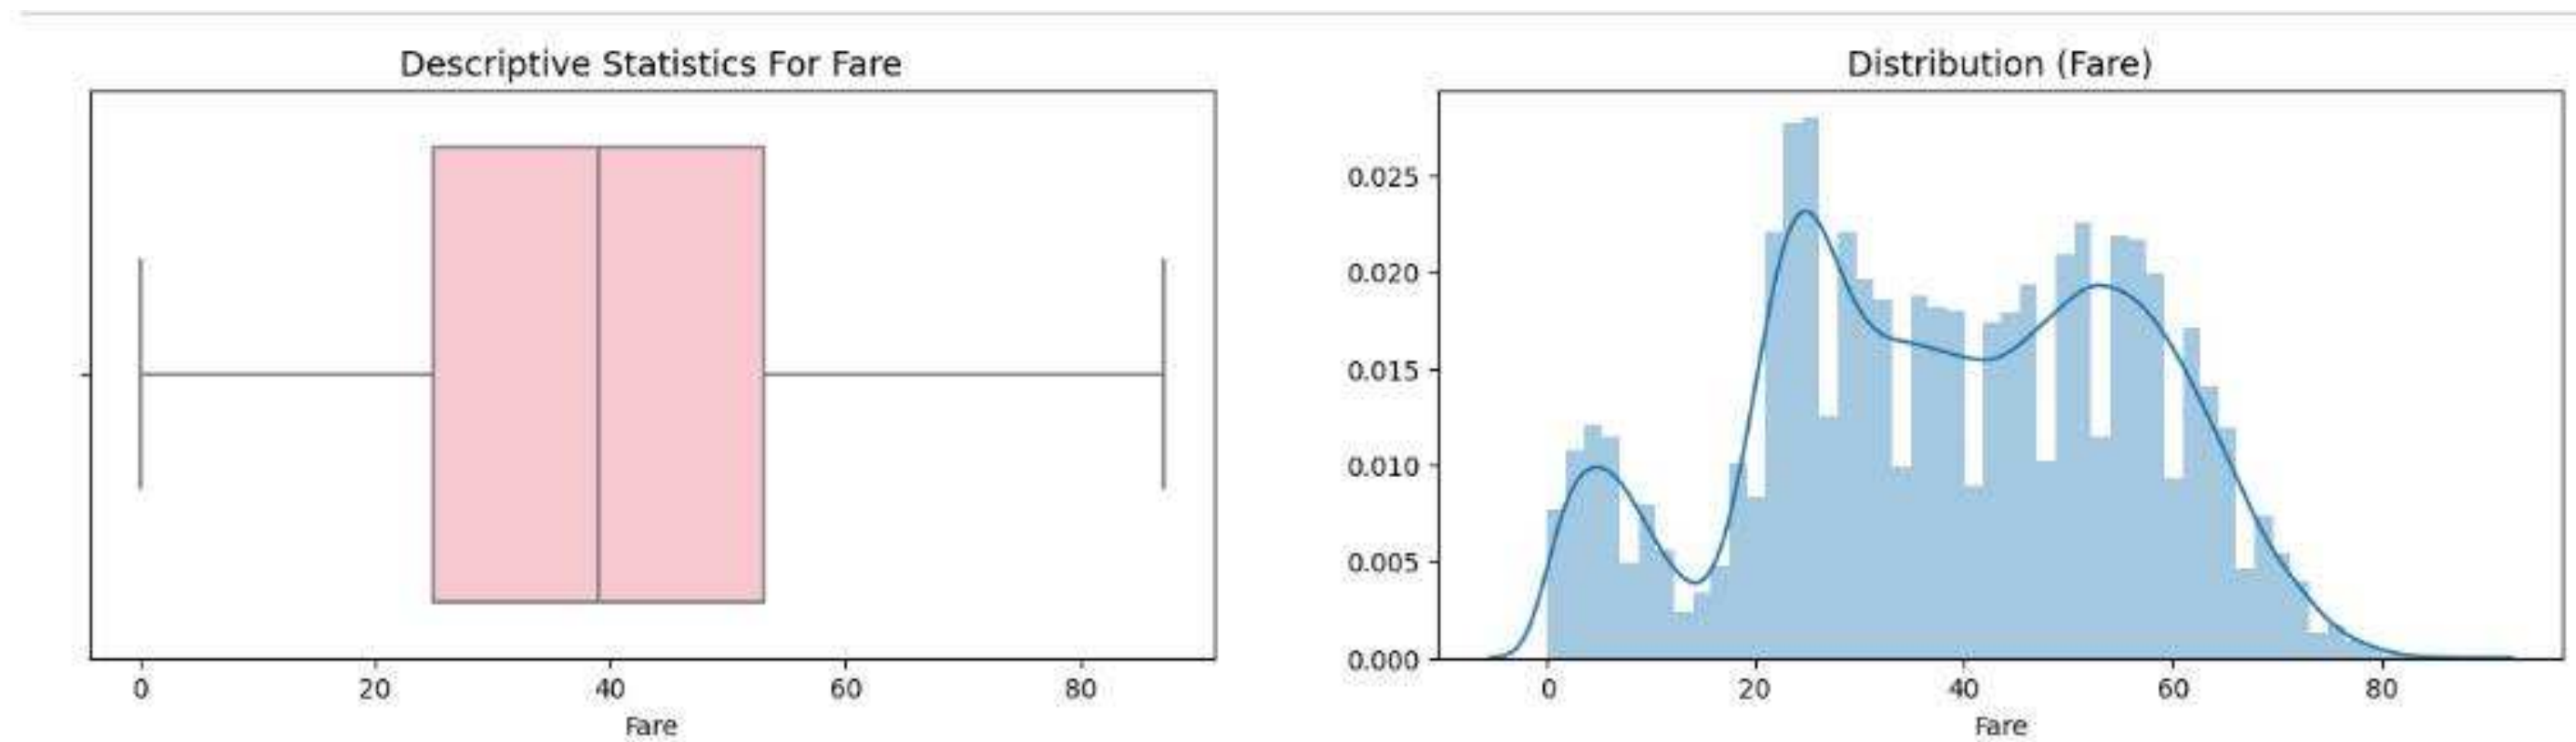 Descriptive Statistics For Fare
0 20 40 60 80
Fare
Distribution (Fare)
0.025
0.020
0.015
0.010
0.005
0.000
0 20 40 60 80
Fare